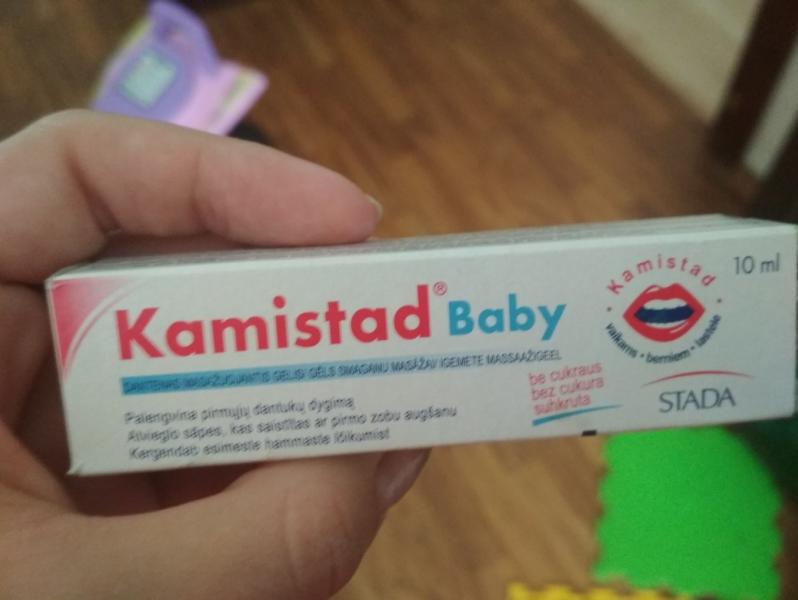 Kamistad® Baby
DANTENAS MASAŽUOJANTIS GELIS/ GĒLS SMAGANU MASĀŽAI/ IGEMETE MASSAAŽIGEEL
Palengvina pirmųjų dantukų dygimą
Atvieglo sāpes, kas saistītas ar pirmo zobu augšanu
Kergendab esimeste hammaste lõikumist
be cukraus
bez cukura
suhkruta
Kamistad
vaikams • bērniem • lastele
10 ml
STADA